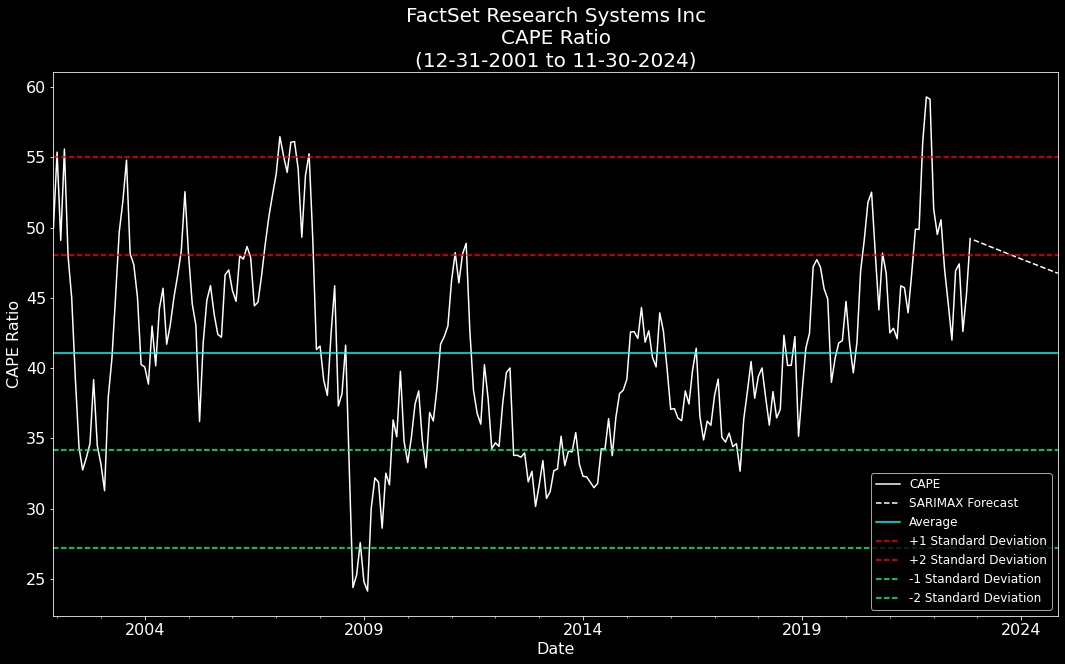 FactSet Research Systems Inc
CAPE Ratio
(12-31-2001 to 11-30-2024)
60
55
50
45
40
35
30
25
CAPE Ratio
2004
2009
2014
2019
2024
Date
CAPE
SARIMAX Forecast
Average
+1 Standard Deviation
+2 Standard Deviation
-1 Standard Deviation
-2 Standard Deviation